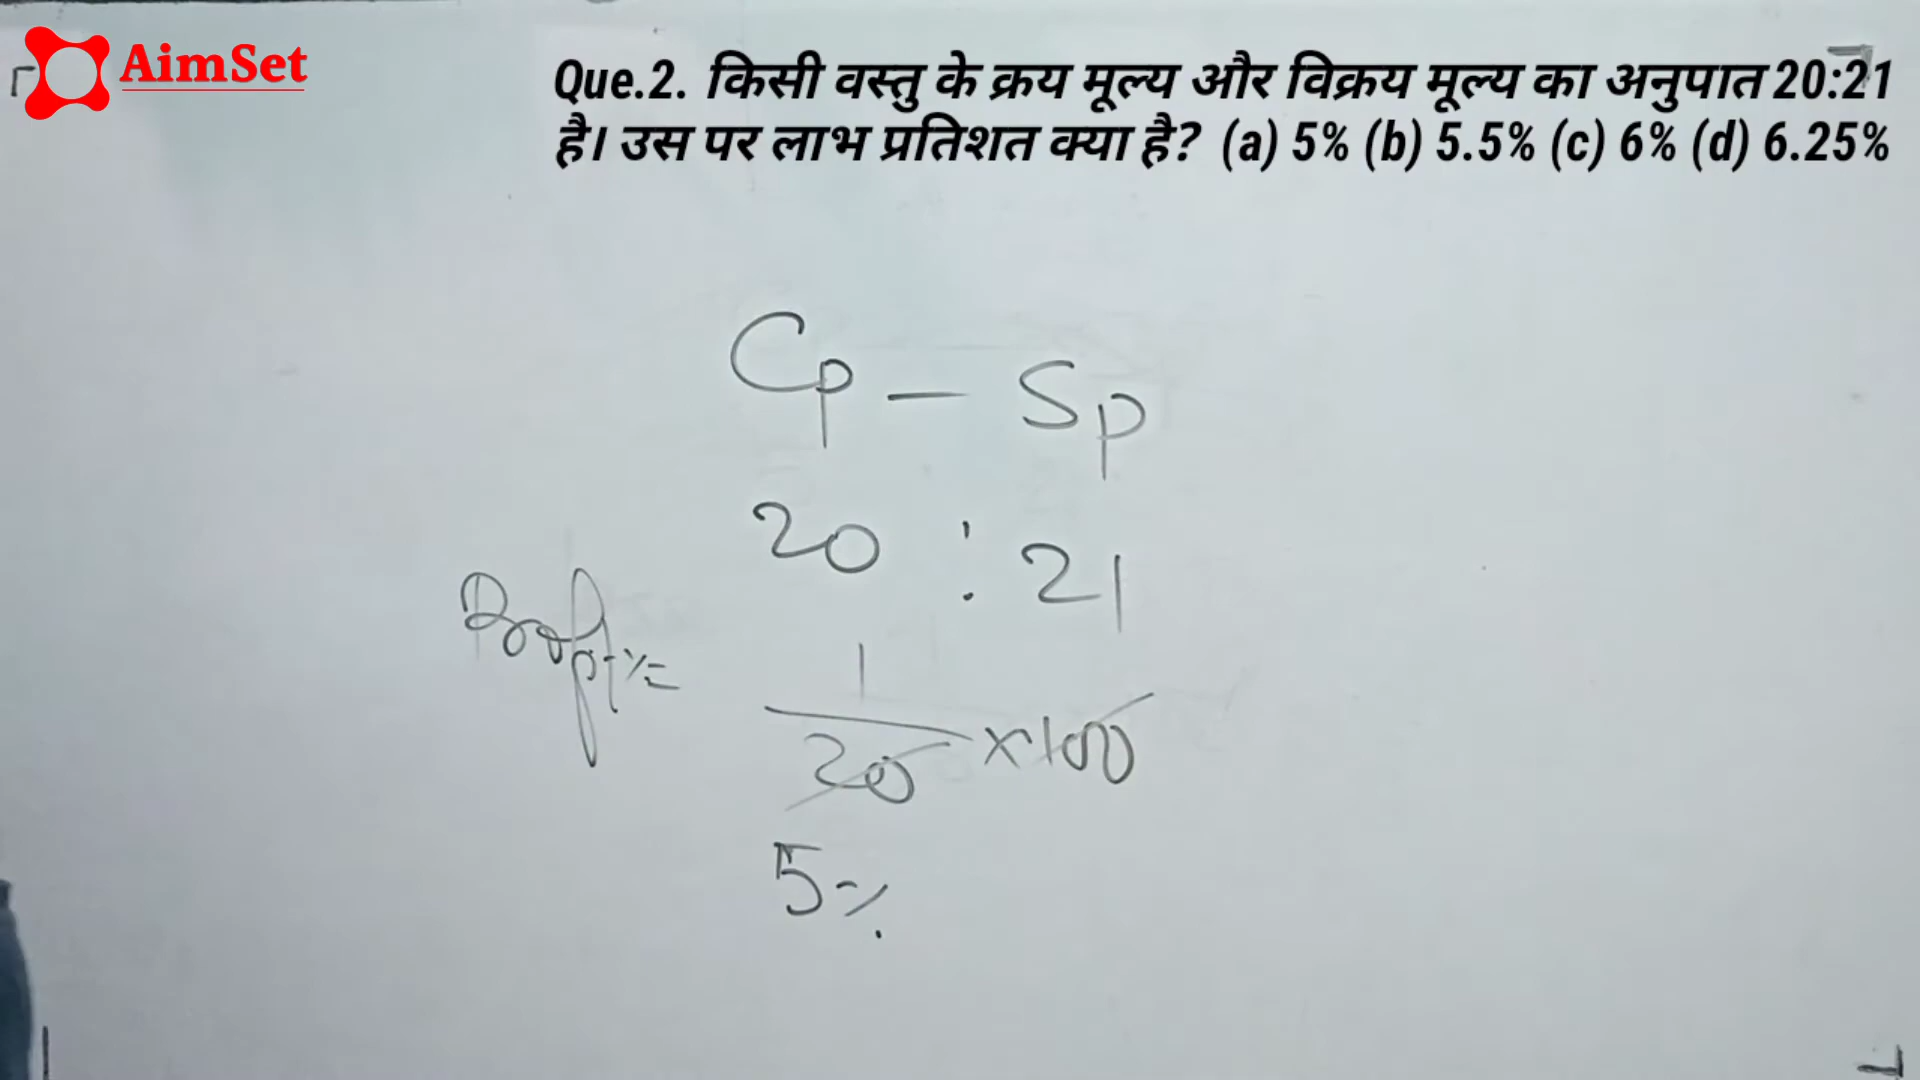 AimSet
Que.2. किसी वस्तु के क्रय मूल्य और विक्रय मूल्य का अनुपात 20:21
है। उस पर लाभ प्रतिशत क्या है? (a) 5% (b) 5.5% (c) 6% (d) 6.25%
Cp – Sp
20 : 21
Profit% = 1/20 ×100
5%